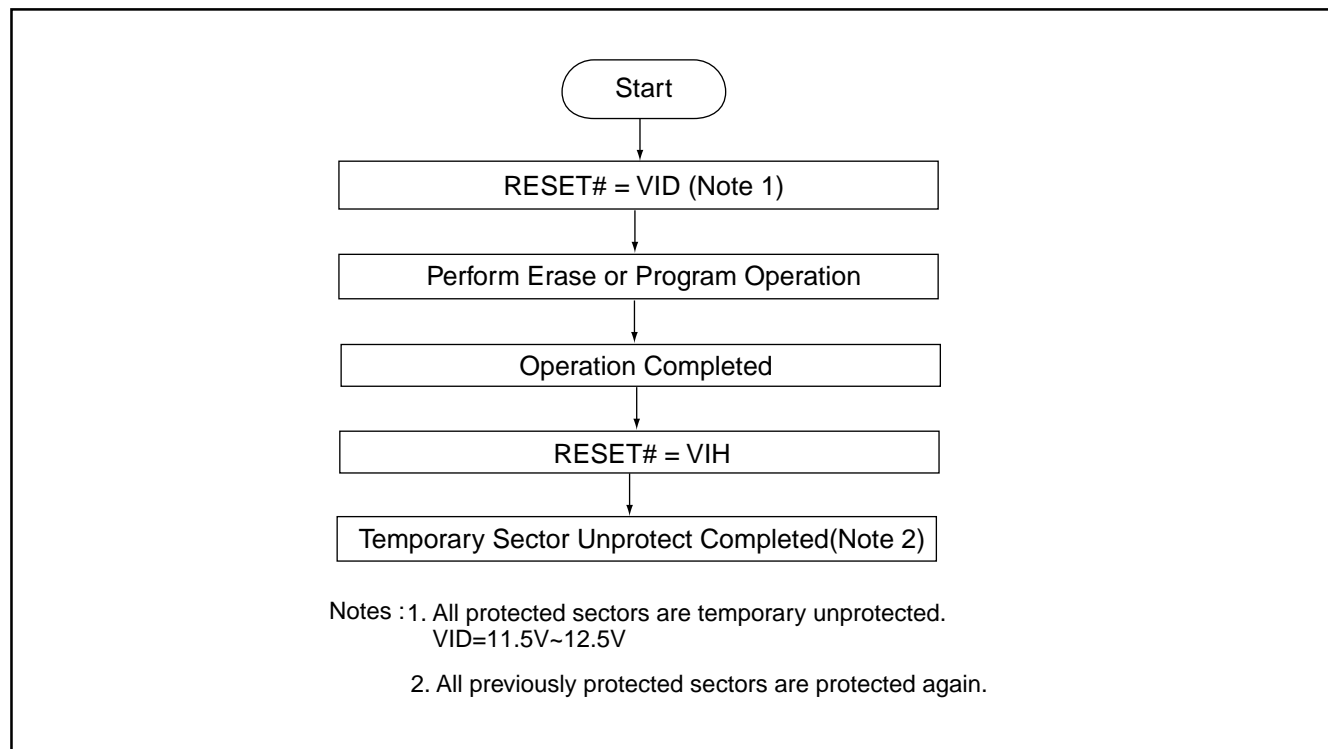 Start
RESET# = VID (Note 1)
Perform Erase or Program Operation
Operation Completed
RESET# = VIH
Temporary Sector Unprotect Completed(Note 2)
Notes : 1. All protected sectors are temporary unprotected.
VID=11.5V~12.5V
2. All previously protected sectors are protected again.